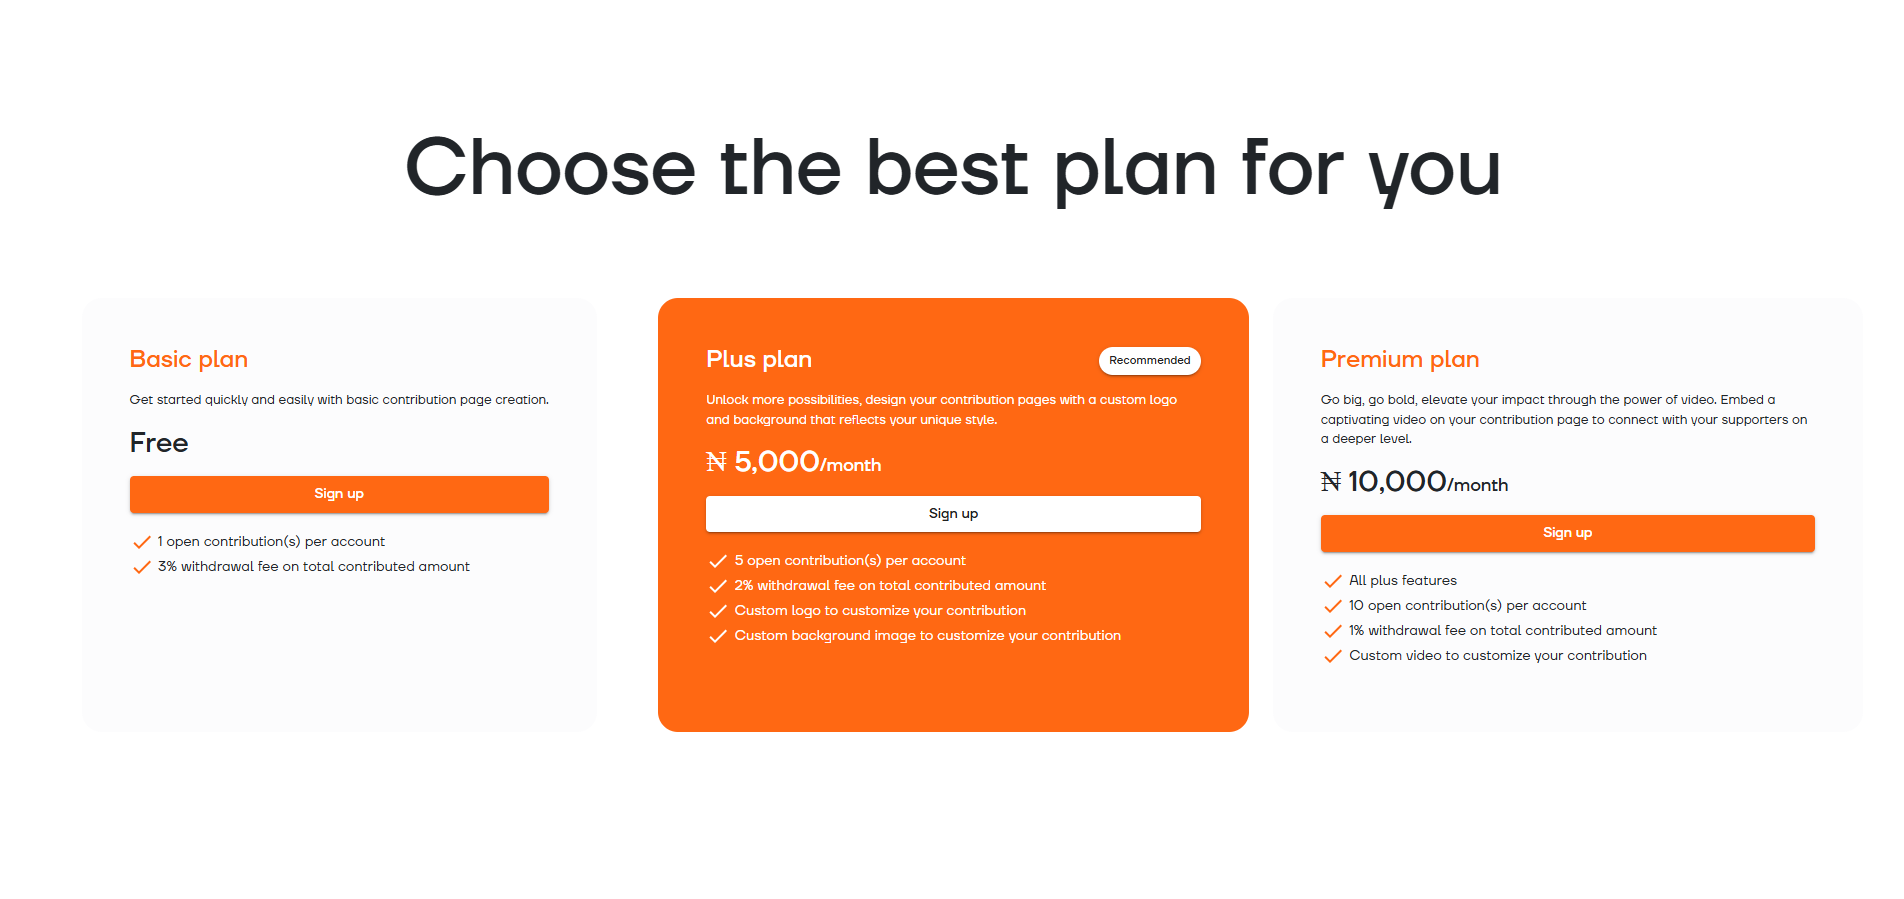 Choose the best plan for you
Basic plan
Get started quickly and easily with basic contribution page creation.
Free
Sign up
1 open contribution(s) per account
3% withdrawal fee on total contributed amount
Plus plan
Recommended
Unlock more possibilities, design your contribution pages with a custom logo
and background that reflects your unique style.
₦ 5,000/month
Sign up
5 open contribution(s) per account
2% withdrawal fee on total contributed amount
Custom logo to customize your contribution
Custom background image to customize your contribution
Premium plan
Go big, go bold, elevate your impact through the power of video. Embed a
captivating video on your contribution page to connect with your supporters on
a deeper level.
₦ 10,000/month
Sign up
All plus features
10 open contribution(s) per account
1% withdrawal fee on total contributed amount
Custom video to customize your contribution